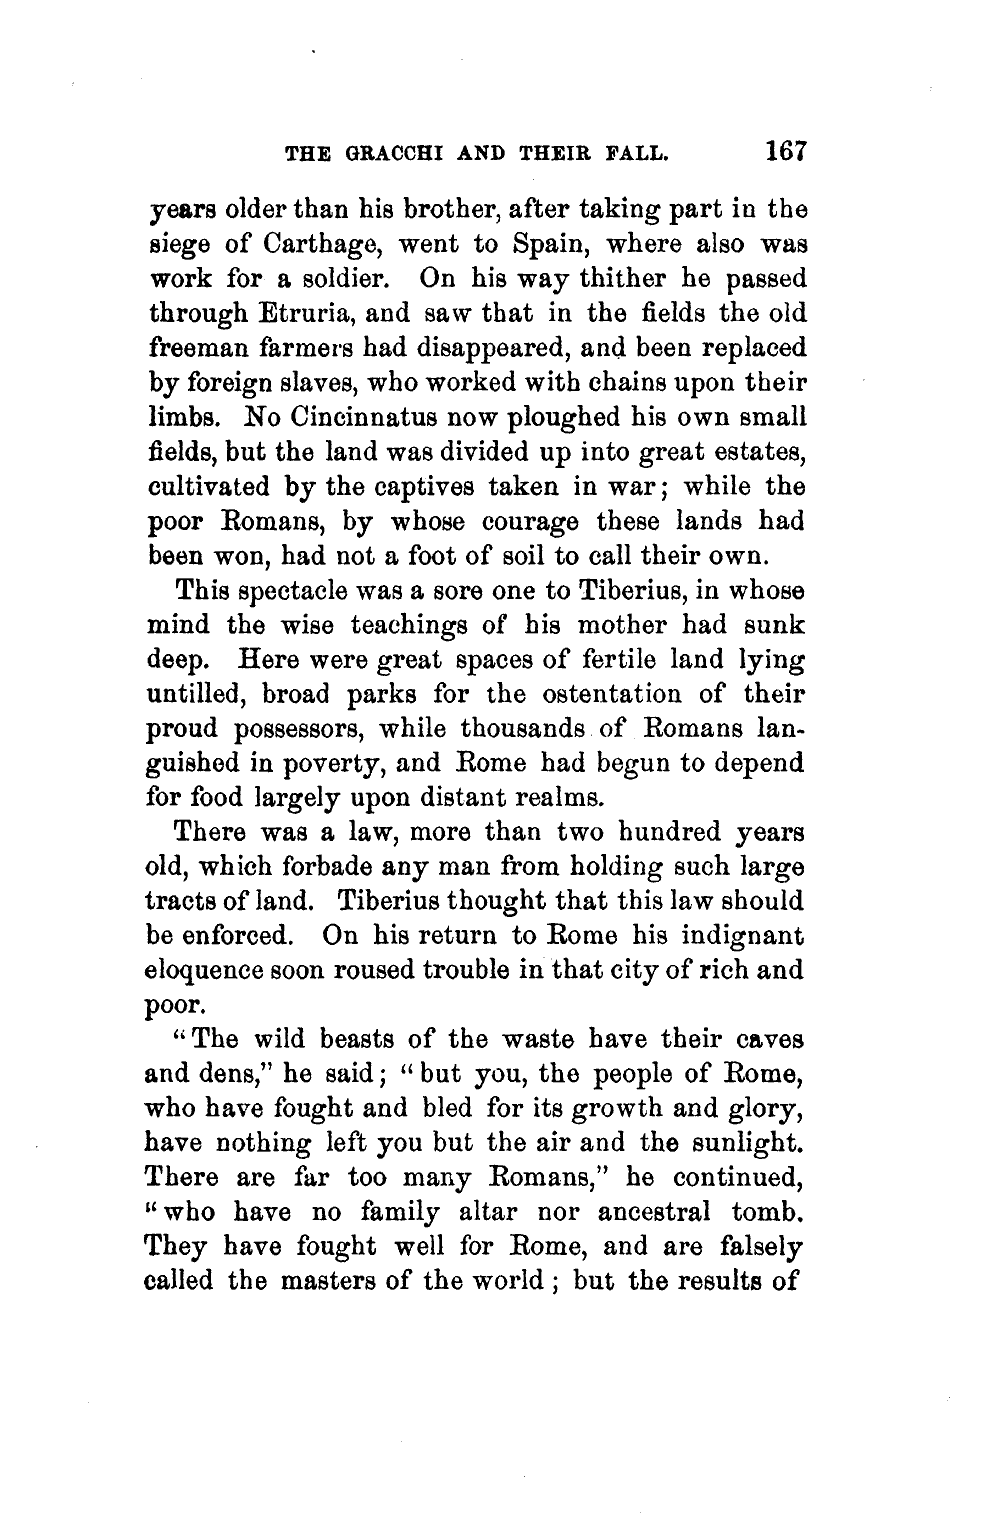 THE GRACCHI AND THEIR FALL. 167
years older than his brother, after taking part in the
siege of Carthage, went to Spain, where also was
work for a soldier. On his way thither he passed
through Etruria, and saw that in the fields the old
freeman farmers had disappeared, and been replaced
by foreign slaves, who worked with chains upon their
limbs. No Cincinnatus now ploughed his own small
fields, but the land was divided up into great estates,
cultivated by the captives taken in war; while the
poor Romans, by whose courage these lands had
been won, had not a foot of soil to call their own.
This spectacle was a sore one to Tiberius, in whose
mind the wise teachings of his mother had sunk
deep. Here were great spaces of fertile land lying
untilled, broad parks for the ostentation of their
proud possessors, while thousands of Romans lan-
guished in poverty, and Rome had begun to depend
for food largely upon distant realms.
There was a law, more than two hundred years
old, which forbade any man from holding such large
tracts of land. Tiberius thought that this law should
be enforced. On his return to Rome his indignant
eloquence soon roused trouble in that city of rich and
poor.
“The wild beasts of the waste have their caves
and dens,” he said; “but you, the people of Rome,
who have fought and bled for its growth and glory,
have nothing left you but the air and the sunlight.
There are far too many Romans,” he continued,
“who have no family altar nor ancestral tomb.
They have fought well for Rome, and are falsely
called the masters of the world; but the results of